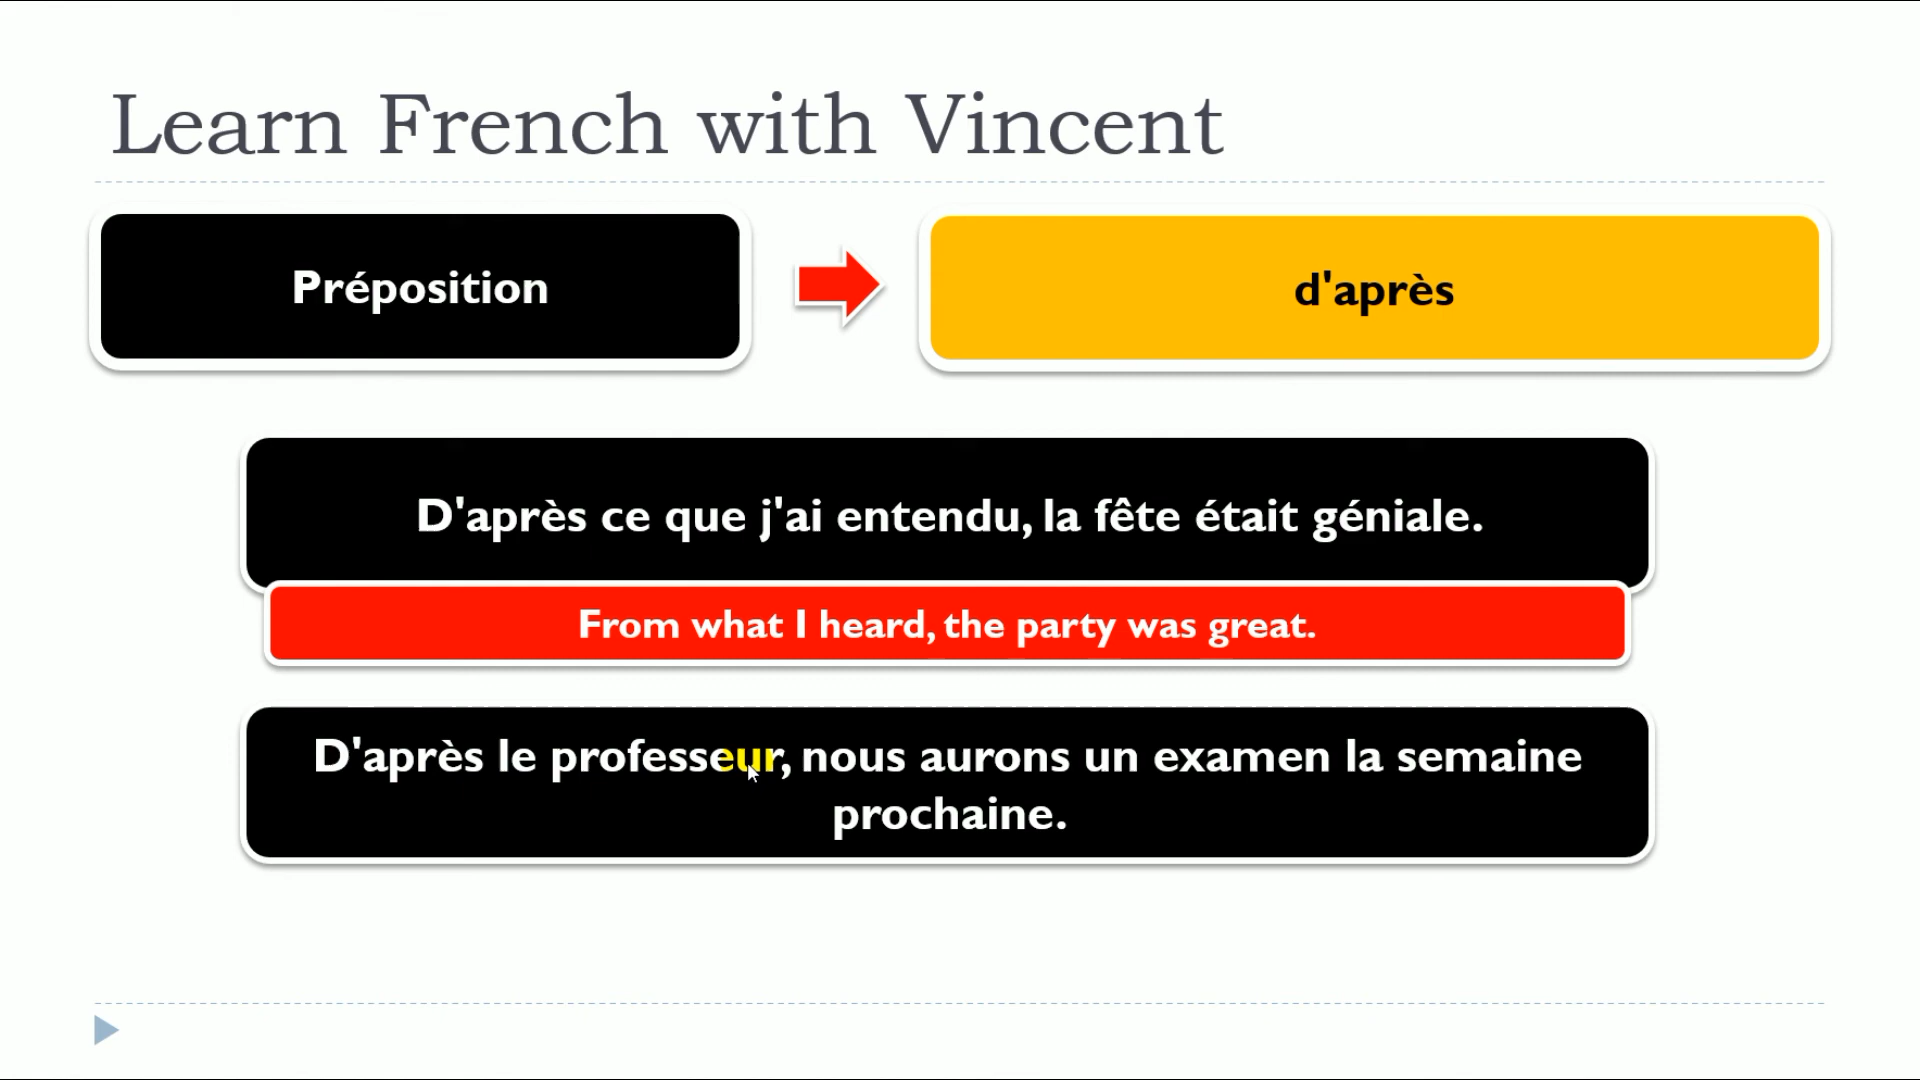 Learn French with Vincent
Préposition
d'après
D'après ce que j'ai entendu, la fête était géniale.
From what I heard, the party was great.
D'après le professeur, nous aurons un examen la semaine
prochaine.